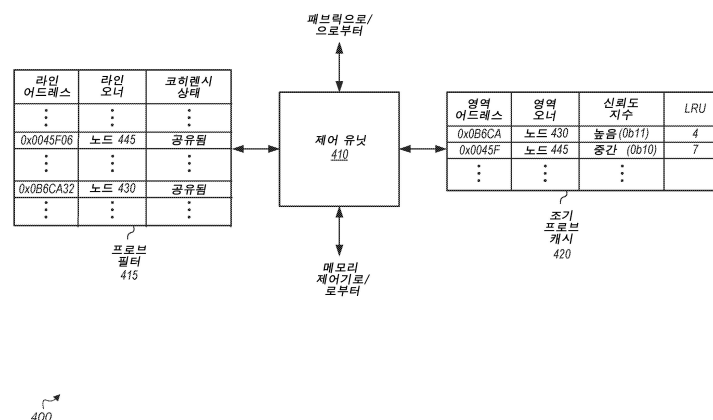 패브릭으로/
으로부터
라인
어드레스
라인
오너
코히렌시
상태
0x0045F06
노드 445
공유됨
0x0B6CA32
노드 430
공유됨
프로브
필터
415
제어 유닛
410
메모리
제어기로/
로부터
영역
어드레스
영역
오너
신뢰도
지수
LRU
0x0B6CA
노드 430
높음(0b11)
4
0x0045F
노드 445
중간 (0b10)
7
조기
프로브
캐시
420
400